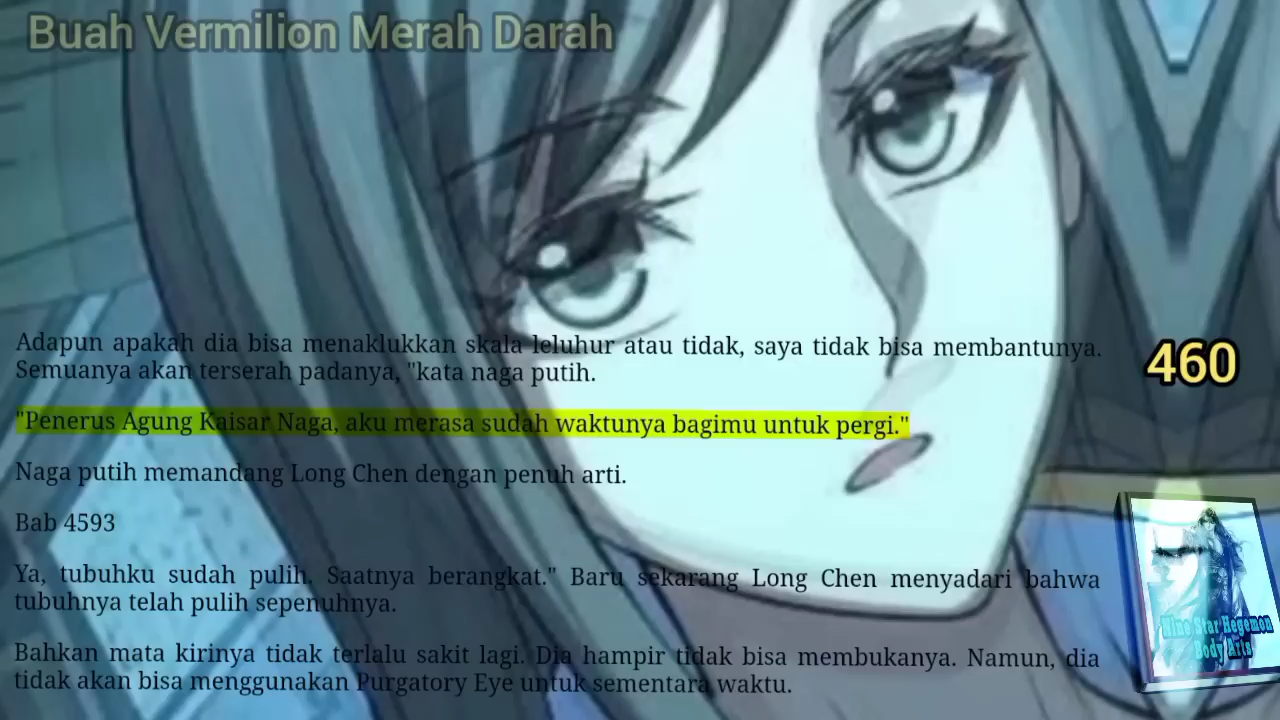 Buah Vermilion Merah Darah
Adapun apakah dia bisa menaklukkan skala leluhur atau tidak, saya tidak bisa membantunya.
Semuanya akan terserah padanya, "kata naga putih.
460
"Penerus Agung Kaisar Naga, aku merasa sudah waktunya bagimu untuk pergi."
Naga putih memandang Long Chen dengan penuh arti.
Bab 4593
Ya, tubuhku sudah pulih. Saatnya berangkat." Baru sekarang Long Chen menyadari bahwa
tubuhnya telah pulih sepenuhnya.
Bahkan mata kirinya tidak terlalu sakit lagi. Dia hampir tidak bisa membukanya. Namun, dia
tidak akan bisa menggunakan Purgatory Eye untuk sementara waktu.
Nine Star Hegemon
Body Arts